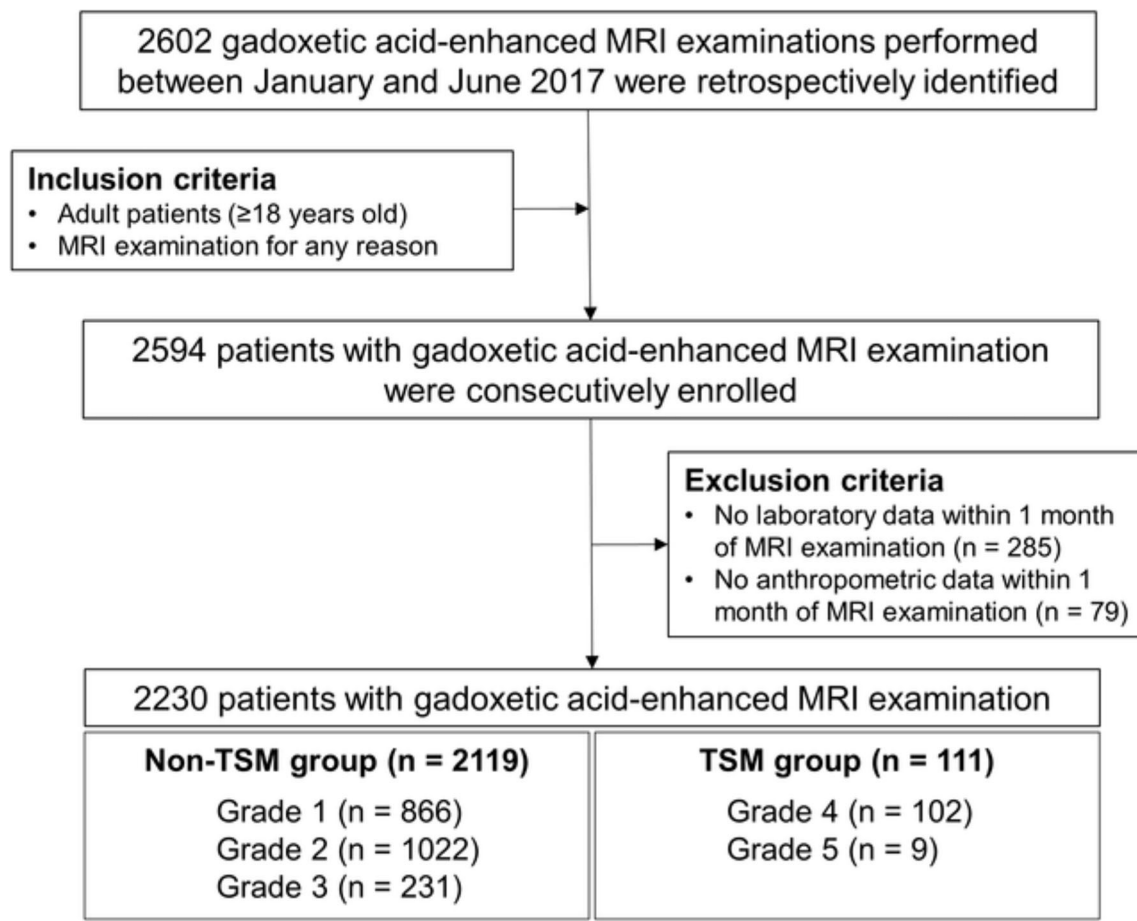 2602 gadoxetic acid-enhanced MRI examinations performed
between January and June 2017 were retrospectively identified
Inclusion criteria
• Adult patients (≥18 years old)
• MRI examination for any reason
2594 patients with gadoxetic acid-enhanced MRI examination
were consecutively enrolled
Exclusion criteria
• No laboratory data within 1 month
of MRI examination (n = 285)
• No anthropometric data within 1
month of MRI examination (n = 79)
2230 patients with gadoxetic acid-enhanced MRI examination
Non-TSM group (n = 2119)
Grade 1 (n = 866)
Grade 2 (n = 1022)
Grade 3 (n = 231)
TSM group (n = 111)
Grade 4 (n = 102)
Grade 5 (n = 9)